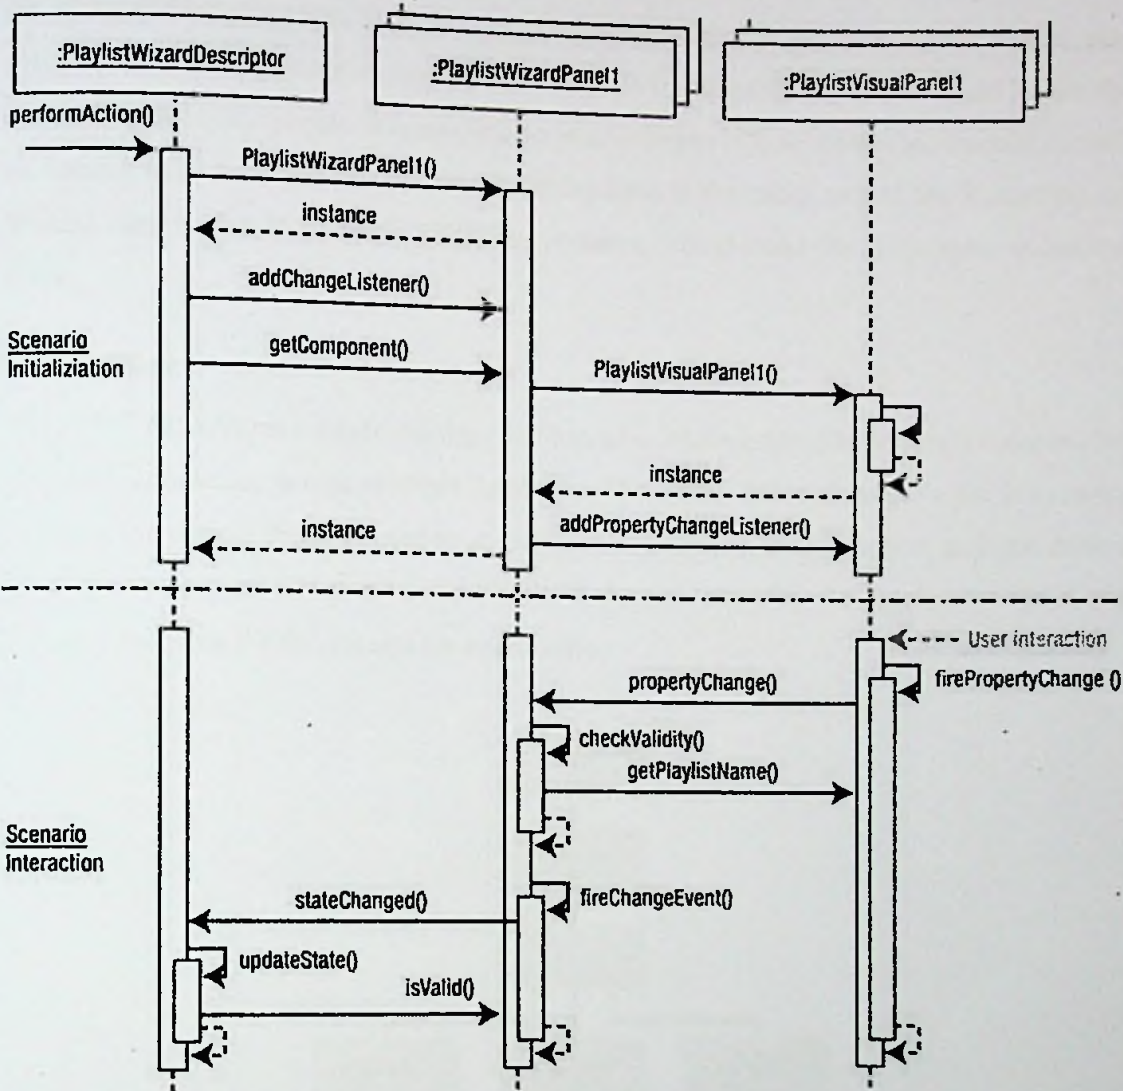 :PlaylistWizardDescriptor
:PlaylistWizardPanel1
:PlaylistVisualPanel1
performAction()
PlaylistWizardPanel1()
instance
addChangeListener()
Scenario
Initializiation
getComponent()
PlaylistVisualPanel1()
instance
instance
addPropertyChangeListener()
User interaction
firePropertyChange ()
propertyChange()
checkValidity()
getPlaylistName()
Scenario
Interaction
fireChangeEvent()
stateChanged()
updateState()
isValid()